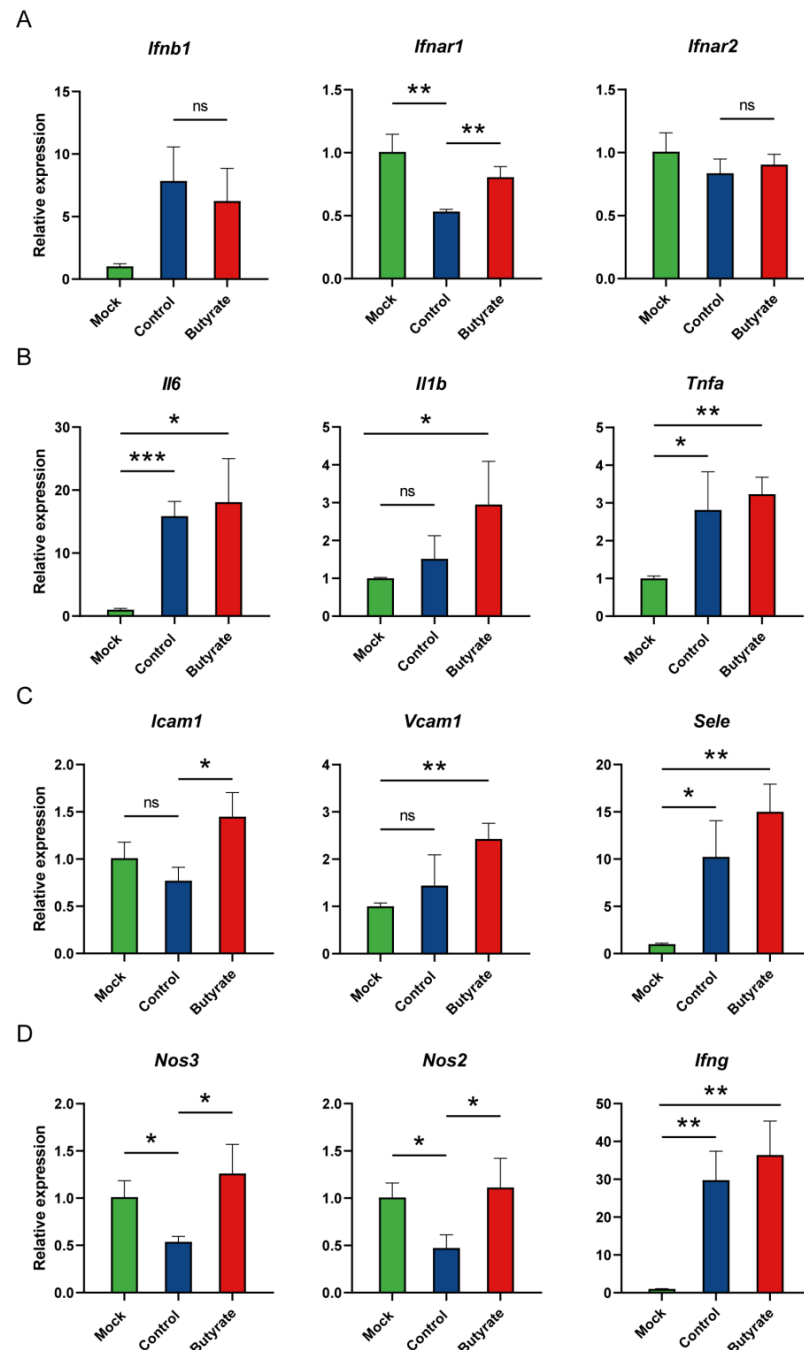 A
Ifnb1
Ifnar1
Ifnar2
Relative expression
15
10
5
0
ns
Mock
Control
Butyrate
1.5
1.0
0.5
0.0
**
**
Mock
Control
Butyrate
1.5
1.0
0.5
0.0
ns
Mock
Control
Butyrate
B
Il6
Il1b
Tnfa
Relative expression
30
20
10
0
*
***
Mock
Control
Butyrate
5
4
3
2
1
0
*
ns
Mock
Control
Butyrate
5
4
3
2
1
0
**
*
Mock
Control
Butyrate
C
Icam1
Vcam1
Sele
Relative expression
2.0
1.5
1.0
0.5
0.0
ns
*
Mock
Control
Butyrate
4
3
2
1
0
**
ns
Mock
Control
Butyrate
20
15
10
5
0
**
*
Mock
Control
Butyrate
D
Nos3
Nos2
Ifng
Relative expression
2.0
1.5
1.0
0.5
0.0
*
*
Mock
Control
Butyrate
2.0
1.5
1.0
0.5
0.0
*
*
Mock
Control
Butyrate
50
40
30
20
10
0
**
**
Mock
Control
Butyrate